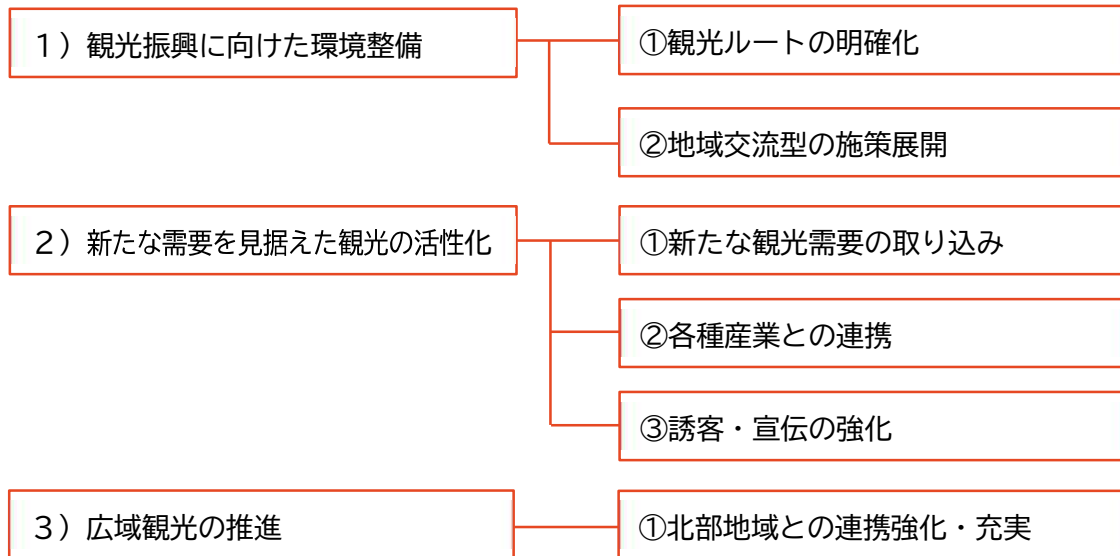 1）観光振興に向けた環境整備
①観光ルートの明確化
②地域交流型の施策展開
2）新たな需要を見据えた観光の活性化
①新たな観光需要の取り込み
②各種産業との連携
③誘客・宣伝の強化
3）広域観光の推進
①北部地域との連携強化・充実